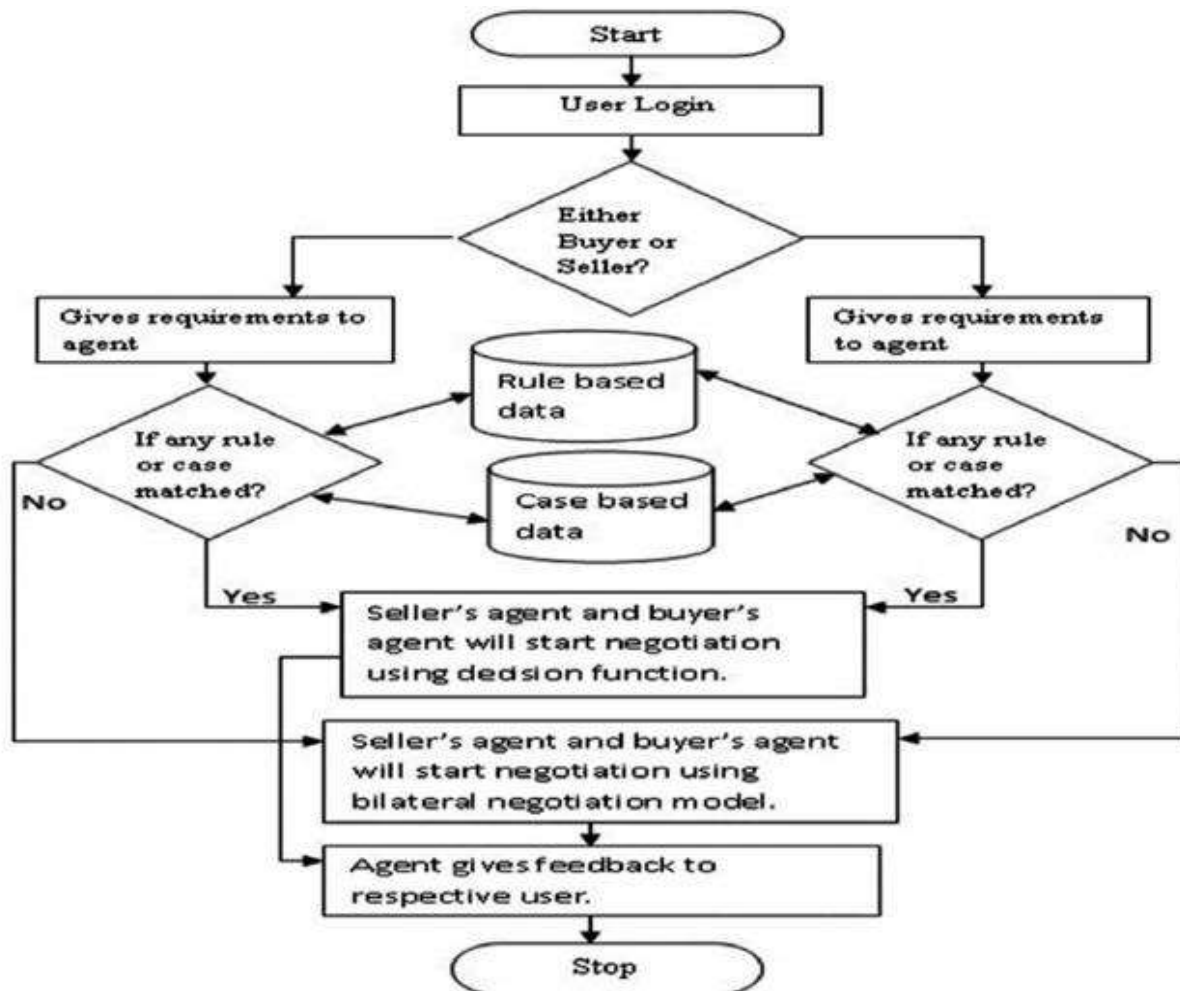 Start
User Login
Either
Buyer or
Seller?
Gives requirements to
agent
Gives requirements
to agent
Rule based
data
If any rule
or case
matched?
If any rule
or case
matched?
No
Case based
data
No
Yes
Yes
Seller's agent and buyer's
agent will start negotiation
using decision function.
Seller's agent and buyer's agent
will start negotiation using
bilateral negotiation model.
Agent gives feedback to
respective user.
Stop